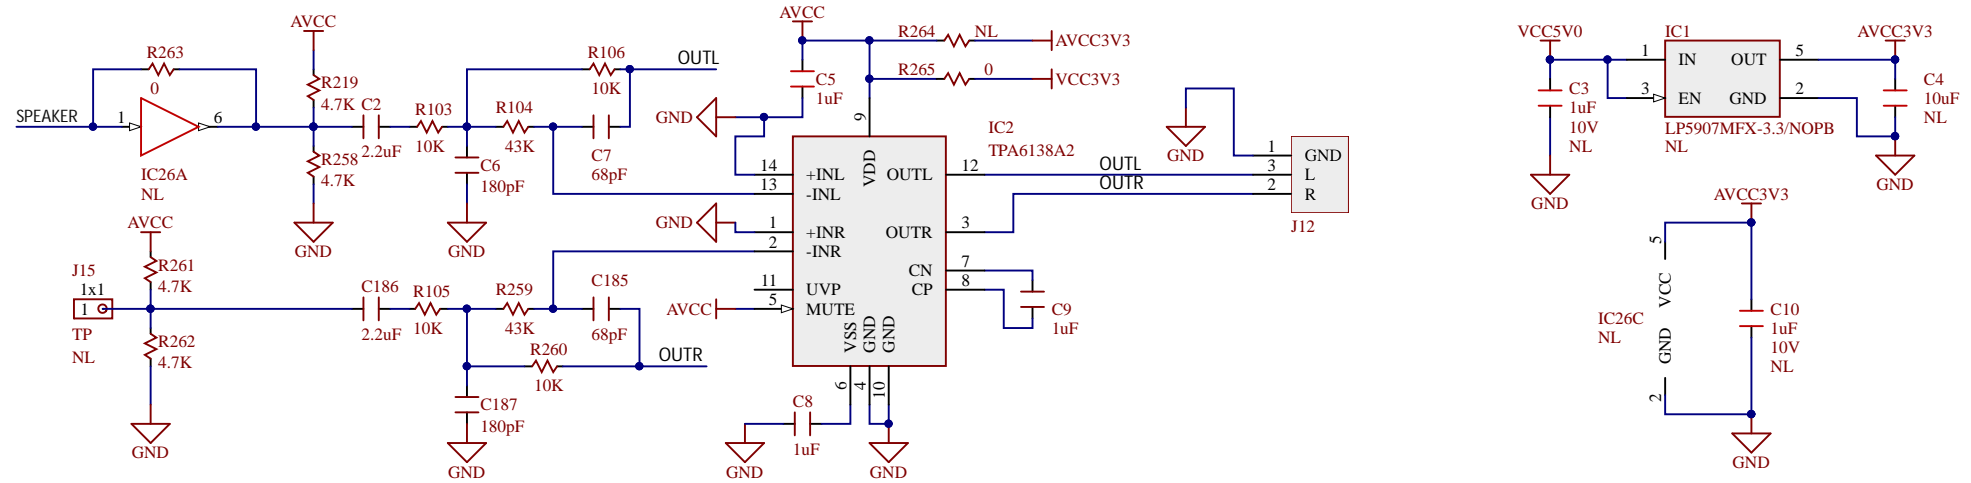 SPEAKER
R263
0
1
6
IC26A
NL
AVCC
R219
4.7K
R258
4.7K
GND
C2
2.2uF
R103
10K
C6
180pF
GND
R104
43K
R106
10K
OUTL
C7
68pF
AVCC
C5
1uF
GND
R264
NL
AVCC3V3
R265
0
VCC3V3
IC2
TPA6138A2
9
VDD
14
+INL
13
-INL
GND
1
+INR
2
-INR
11
UVP
AVCC
5
MUTE
OUTL
12
OUTL
OUTR
3
OUTR
CN
7
CP
8
C9
1uF
VSS
GND
GND
6
4
10
C8
1uF
GND
GND
GND
1
GND
3
L
2
R
J12
AVCC
R261
4.7K
J15
1x1
1
TP
NL
R262
4.7K
GND
C186
2.2uF
R105
10K
R259
43K
C185
68pF
R260
10K
OUTR
C187
180pF
GND
VCC5V0
C3
1uF
10V
NL
GND
IC1
1
IN
3
EN
OUT
5
GND
2
LP5907MFX-3.3/NOPB
NL
AVCC3V3
C4
10uF
NL
GND
AVCC3V3
5
VCC
IC26C
NL
GND
2
C10
1uF
10V
NL
GND